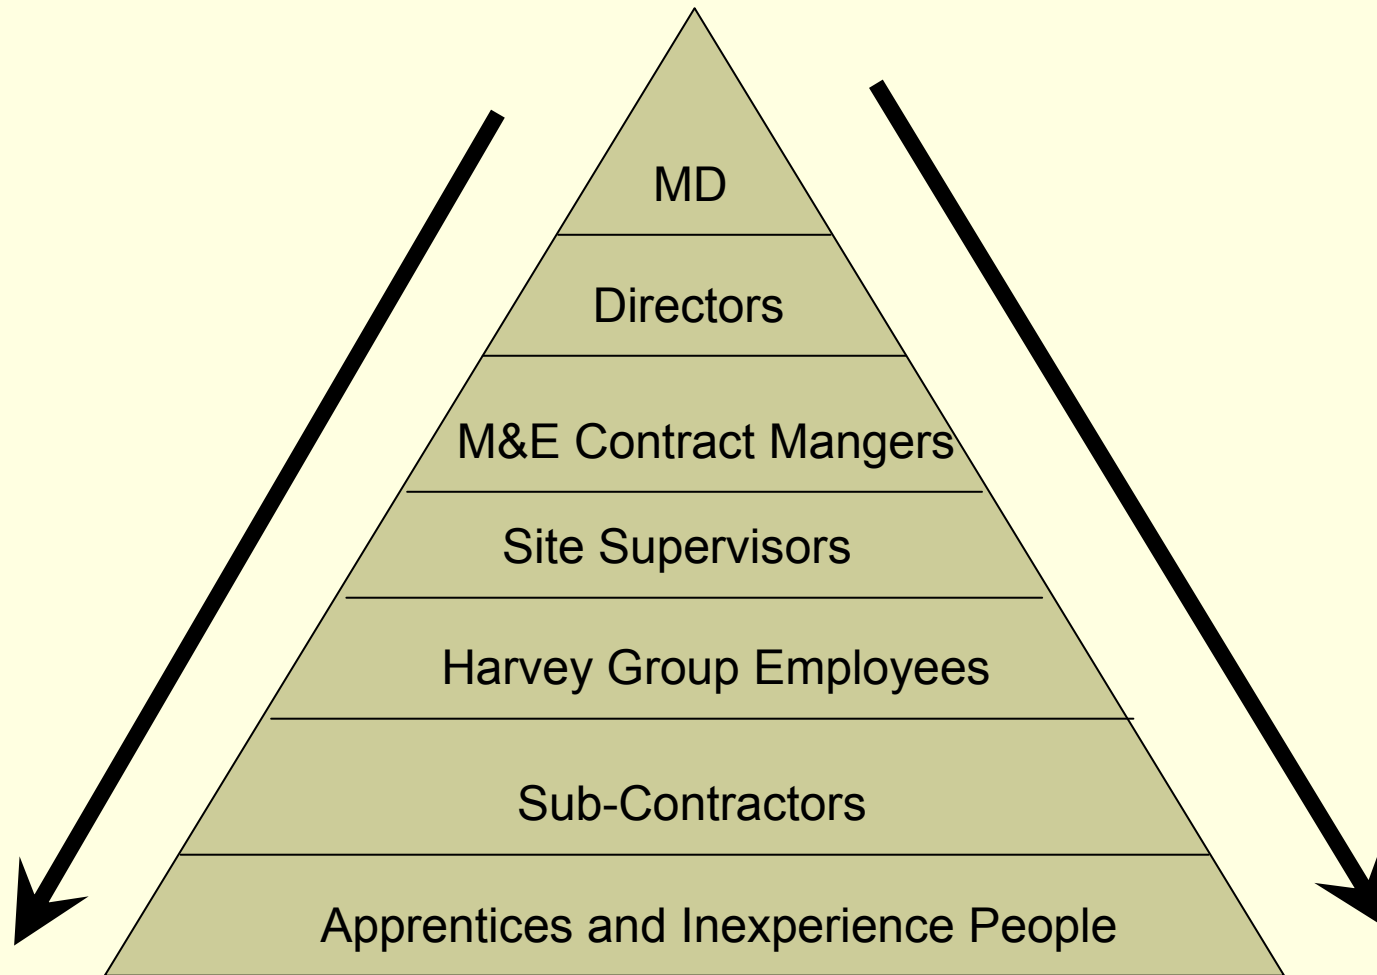 MD
Directors
M&E Contract Mangers
Site Supervisors
Harvey Group Employees
Sub-Contractors
Apprentices and Inexperience People